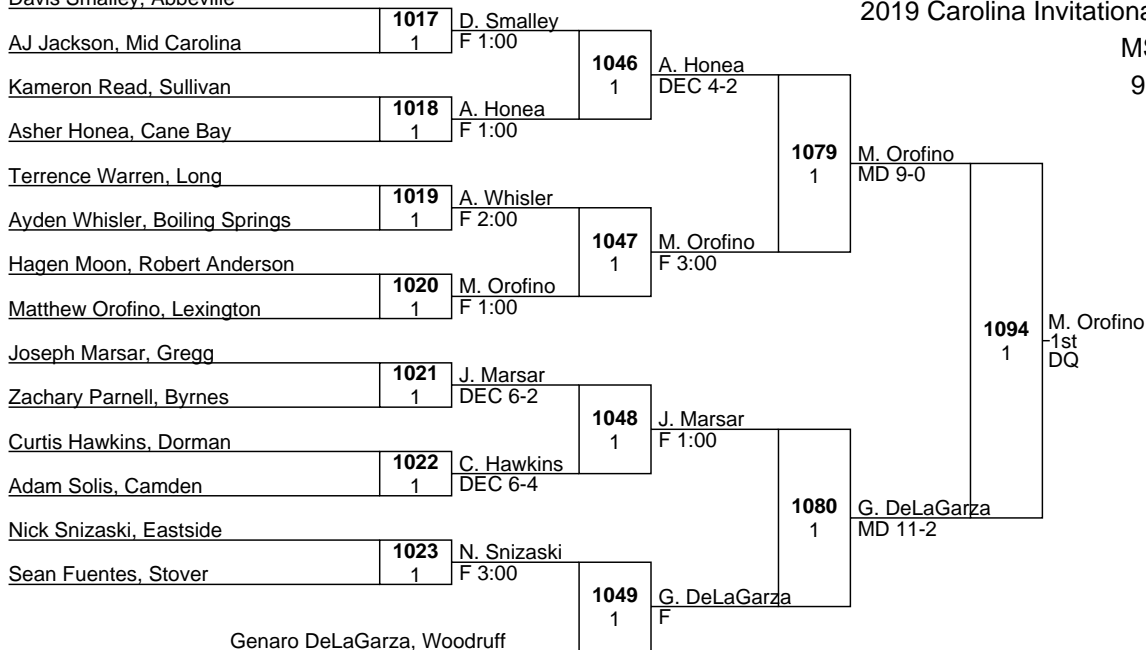 Davis Smalley, Abbeville
2019 Carolina Invitationa
1017
D. Smalley
AJ Jackson, Mid Carolina
1
F 1:00
MS
1046
A. Honea
Kameron Read, Sullivan
1
DEC 4-2
9
1018
A. Honea
Asher Honea, Cane Bay
1
F 1:00
1079
M. Orofino
Terrence Warren, Long
1
MD 9-0
1019
A. Whisler
Ayden Whisler, Boiling Springs
1
F 2:00
1047
M. Orofino
Hagen Moon, Robert Anderson
1
F 3:00
1020
M. Orofino
Matthew Orofino, Lexington
1
F 1:00
1094
M. Orofino
1
1st
DQ
Joseph Marsar, Gregg
1021
J. Marsar
Zachary Parnell, Byrnes
1
DEC 6-2
1048
J. Marsar
Curtis Hawkins, Dorman
1
F 1:00
1022
C. Hawkins
Adam Solis, Camden
1
DEC 6-4
1080
G. DeLaGarza
Nick Snizaski, Eastside
1
MD 11-2
1023
N. Snizaski
Sean Fuentes, Stover
1
F 3:00
1049
G. DeLaGarza
1
F
Genaro DeLaGarza, Woodruff